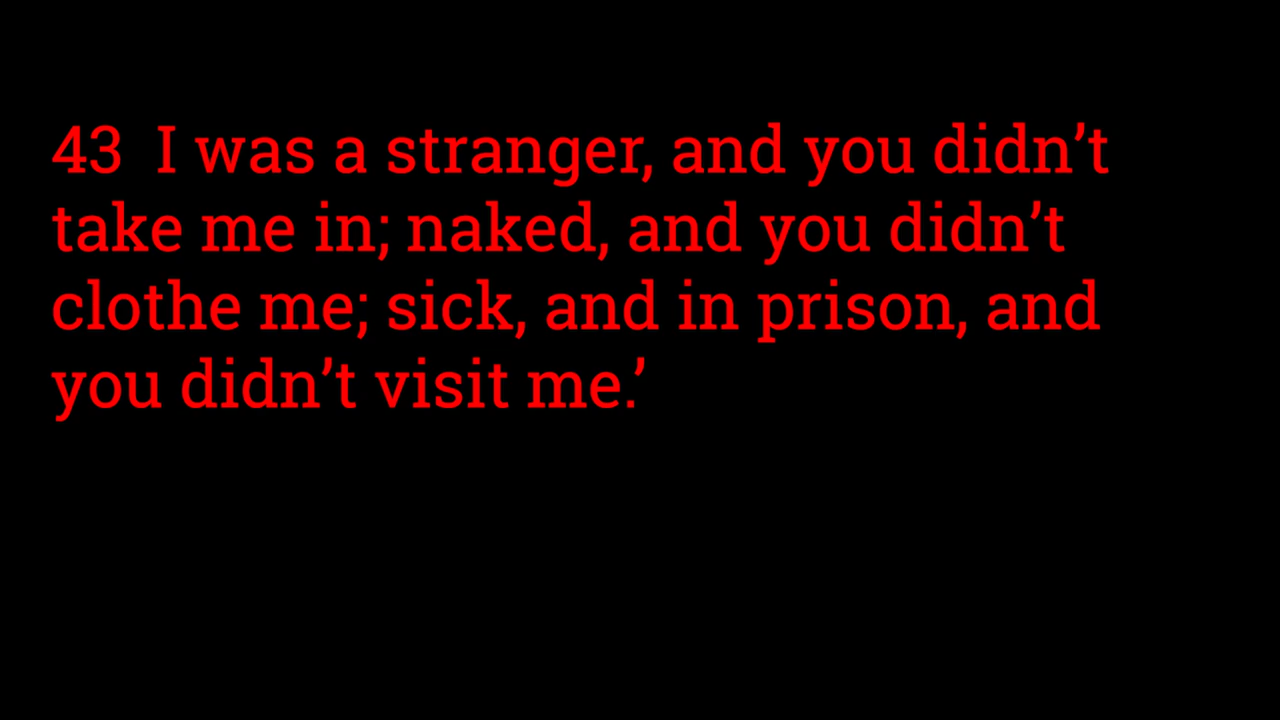 43  I was a stranger, and you didn’t
take me in; naked, and you didn’t
clothe me; sick, and in prison, and
you didn’t visit me.’